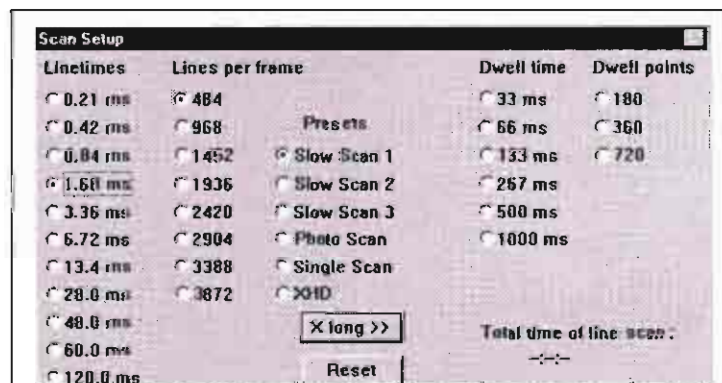 Scan Setup
Linetimes
0.21 ms
0.42 ms
0.84 ms
1.68 ms
3.36 ms
6.72 ms
13.4 ms
28.0 ms
48.0 ms
60.0 ms
120.0 ms
Lines per frame
484
968
1452
1936
2420
2904
3388
3872
Presets
Slow Scan 1
Slow Scan 2
Slow Scan 3
Photo Scan
Single Scan
XHD
X long >>
Reset
Dwell time
33 ms
66 ms
133 ms
267 ms
500 ms
1000 ms
Dwell points
180
360
720
Total time of line scan :
-:-:-